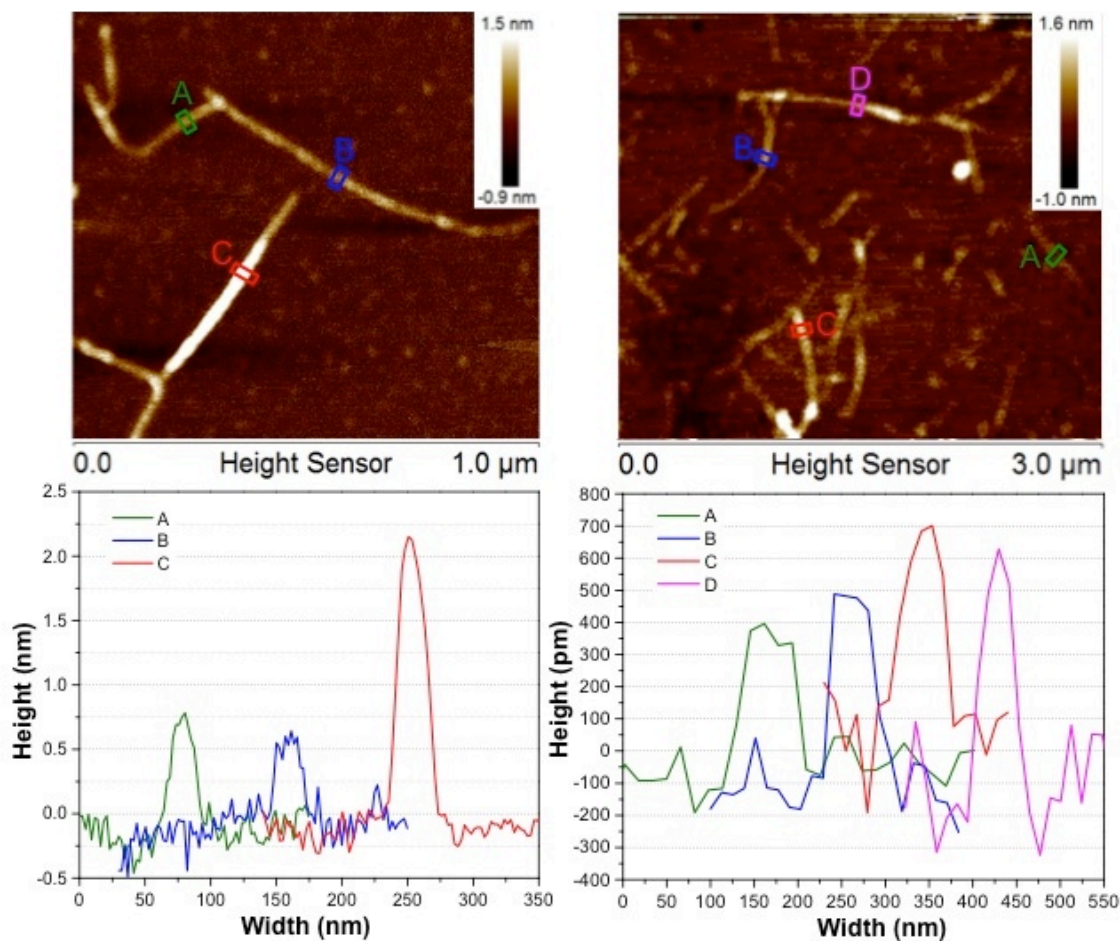 1.5 nm
-0.9 nm
A
B
C
0.0 Height Sensor 1.0 µm
1.6 nm
-1.0 nm
D
B
A
C
0.0 Height Sensor 3.0 µm
2.5
2.0
1.5
1.0
0.5
0.0
-0.5
Height (nm)
A
B
C
0 50 100 150 200 250 300 350
Width (nm)
800
700
600
500
400
300
200
100
0
-100
-200
-300
-400
Height (pm)
A
B
C
D
0 50 100 150 200 250 300 350 400 450 500 550
Width (nm)